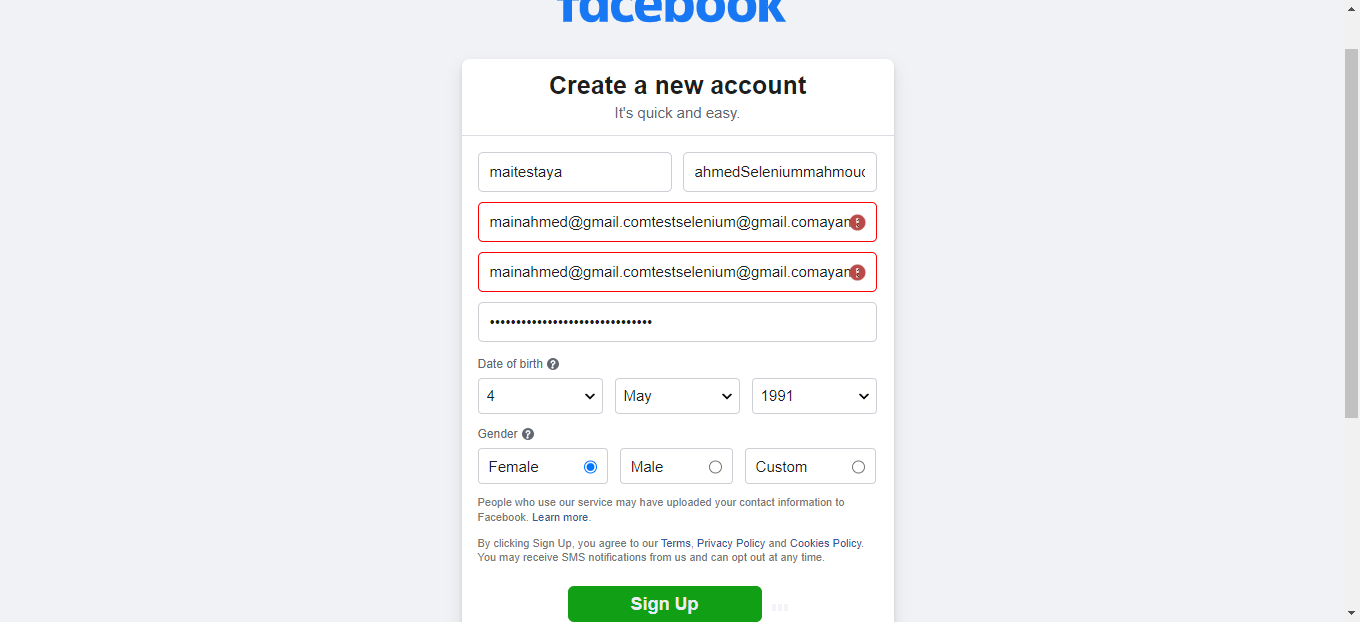 facebook
Create a new account
It's quick and easy.
maitestaya ahmedSeleniummahmouc
mainahmed@gmail.comtestselenium@gmail.comayan
mainahmed@gmail.comtestselenium@gmail.comayan
•••••••••••••••••••••••••••••••
Date of birth ?
4 May 1991
Gender ?
Female Male Custom
People who use our service may have uploaded your contact information to
Facebook. Learn more.
By clicking Sign Up, you agree to our Terms, Privacy Policy and Cookies Policy.
You may receive SMS notifications from us and can opt out at any time.
Sign Up